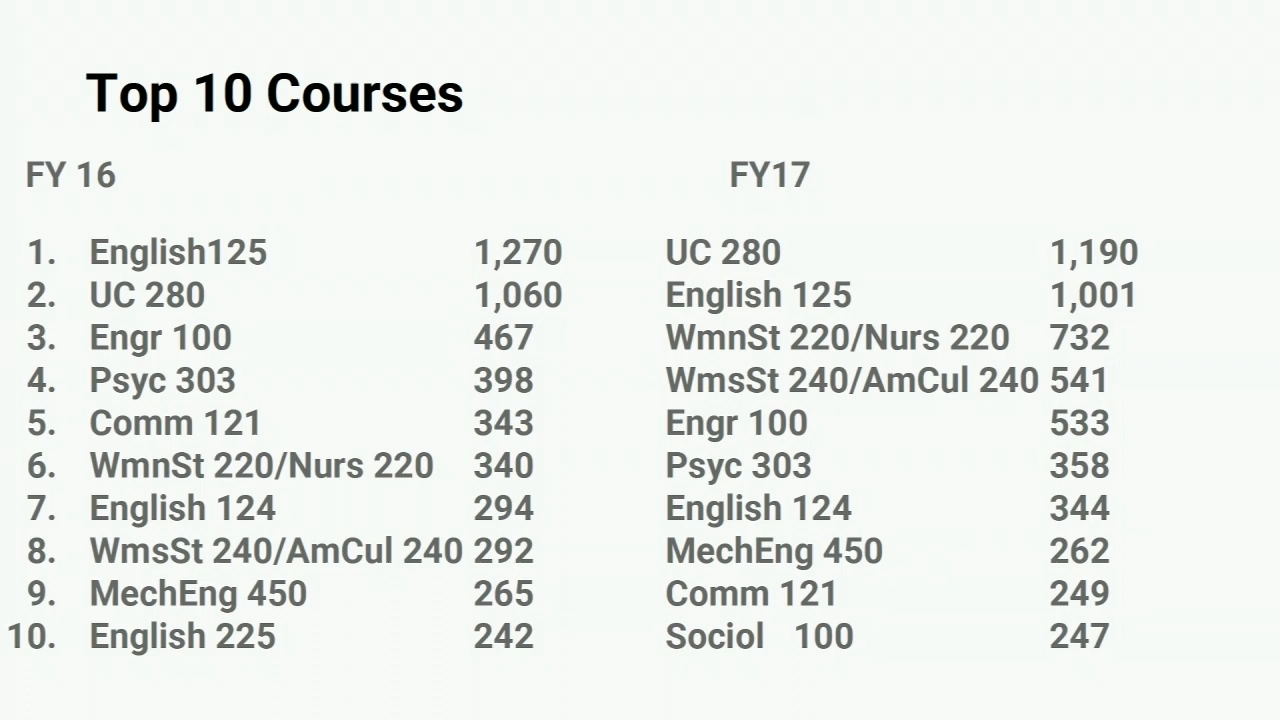 Top 10 Courses
FY 16 FY17
1. English125 1,270 UC 280 1,190
2. UC 280 1,060 English 125 1,001
3. Engr 100 467 WmnSt 220/Nurs 220 732
4. Psyc 303 398 WmsSt 240/AmCul 240 541
5. Comm 121 343 Engr 100 533
6. WmnSt 220/Nurs 220 340 Psyc 303 358
7. English 124 294 English 124 344
8. WmsSt 240/AmCul 240 292 MechEng 450 262
9. MechEng 450 265 Comm 121 249
10. English 225 242 Sociol 100 247